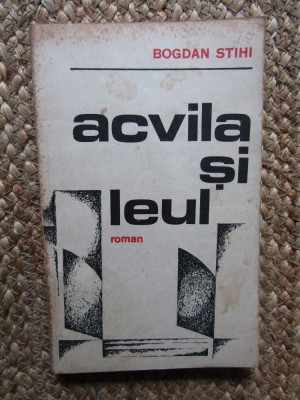 BOGDAN STIHI
acvila
și
leul
roman